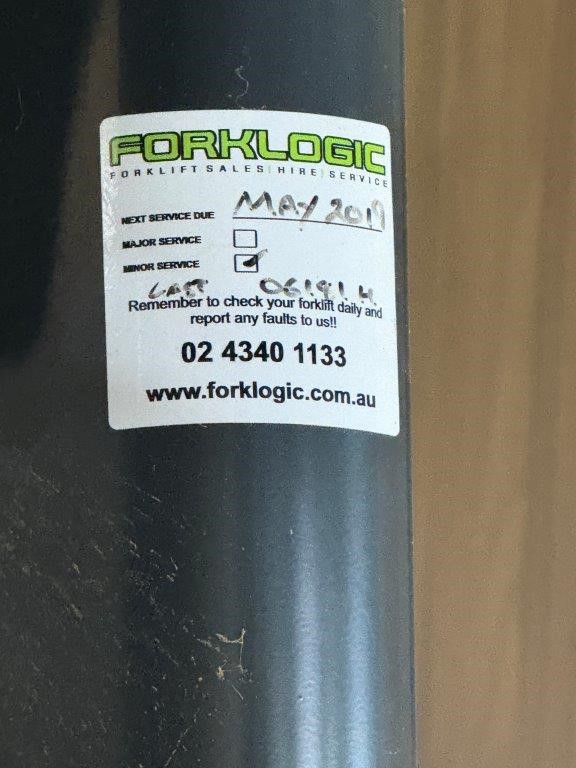 FORKLOGIC
FORKLIFT SALES | HIRE | SERVICE
NEXT SERVICE DUE MAY 2019
MAJOR SERVICE
MINOR SERVICE
LAST
Remember to check your forklift daily and
report any faults to us!!
02 4340 1133
www.forklogic.com.au